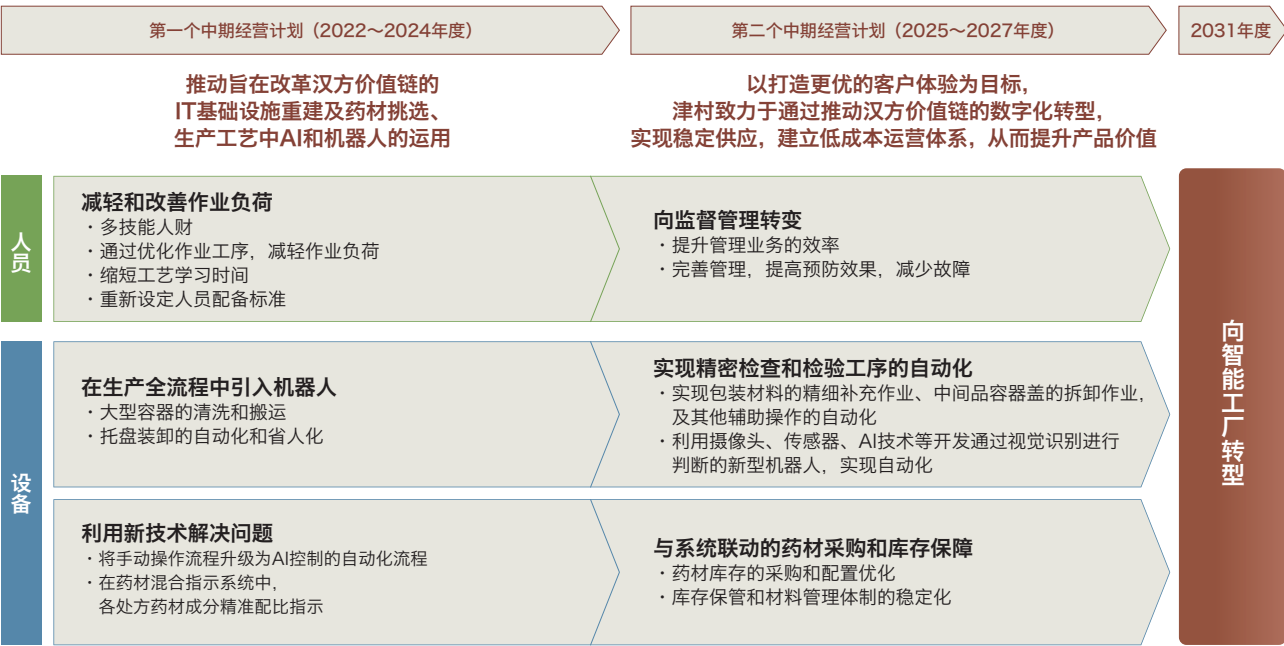 第一个中期经营计划（2022～2024年度）
第二个中期经营计划（2025～2027年度）
2031年度
推动旨在改革汉方价值链的
IT基础设施重建及药材挑选、
生产工艺中AI和机器人的运用
以打造更优的客户体验为目标，
津村致力于通过推动汉方价值链的数字化转型，
实现稳定供应，建立低成本运营体系，从而提升产品价值
人员
减轻和改善作业负荷
・多技能人财
・通过优化作业工序，减轻作业负荷
・缩短工艺学习时间
・重新设定人员配备标准
向监督管理转变
・提升管理业务的效率
・完善管理，提高预防效果，减少故障
设备
在生产全流程中引入机器人
・大型容器的清洗和搬运
・托盘装卸的自动化和省人化
实现精密检查和检验工序的自动化
・实现包装材料的精细补充作业、中间品容器盖的拆卸作业，
及其他辅助操作的自动化
・利用摄像头、传感器、AI技术等开发通过视觉识别进行
判断的新型机器人，实现自动化
利用新技术解决问题
・将手动操作流程升级为AI控制的自动化流程
・在药材混合指示系统中，
各处方药材成分精准配比指示
与系统联动的药材采购和库存保障
・药材库存的采购和配置优化
・库存保管和材料管理体制的稳定化
向智能工厂转型